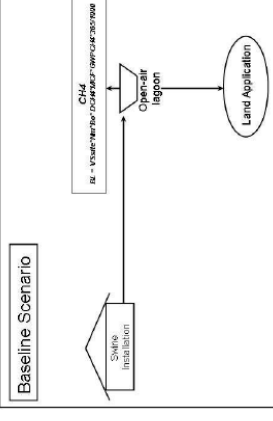 Baseline Scenario
CH4
Swine
Installation
Open-air
lagoon
Land Application